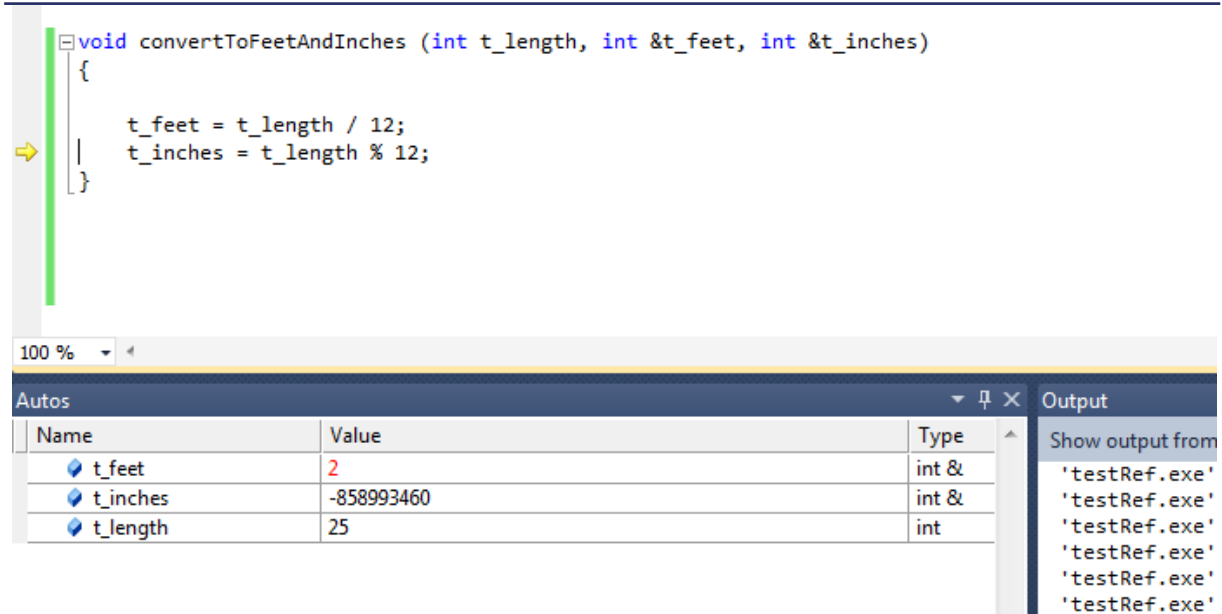 void convertToFeetAndInches (int t_length, int &t_feet, int &t_inches)
{
t_feet = t_length / 12;
t_inches = t_length % 12;
}
100 %
Autos
Name Value Type
t_feet 2 int &
t_inches -858993460 int &
t_length 25 int
Output
Show output from
'testRef.exe'
'testRef.exe'
'testRef.exe'
'testRef.exe'
'testRef.exe'
'testRef.exe'